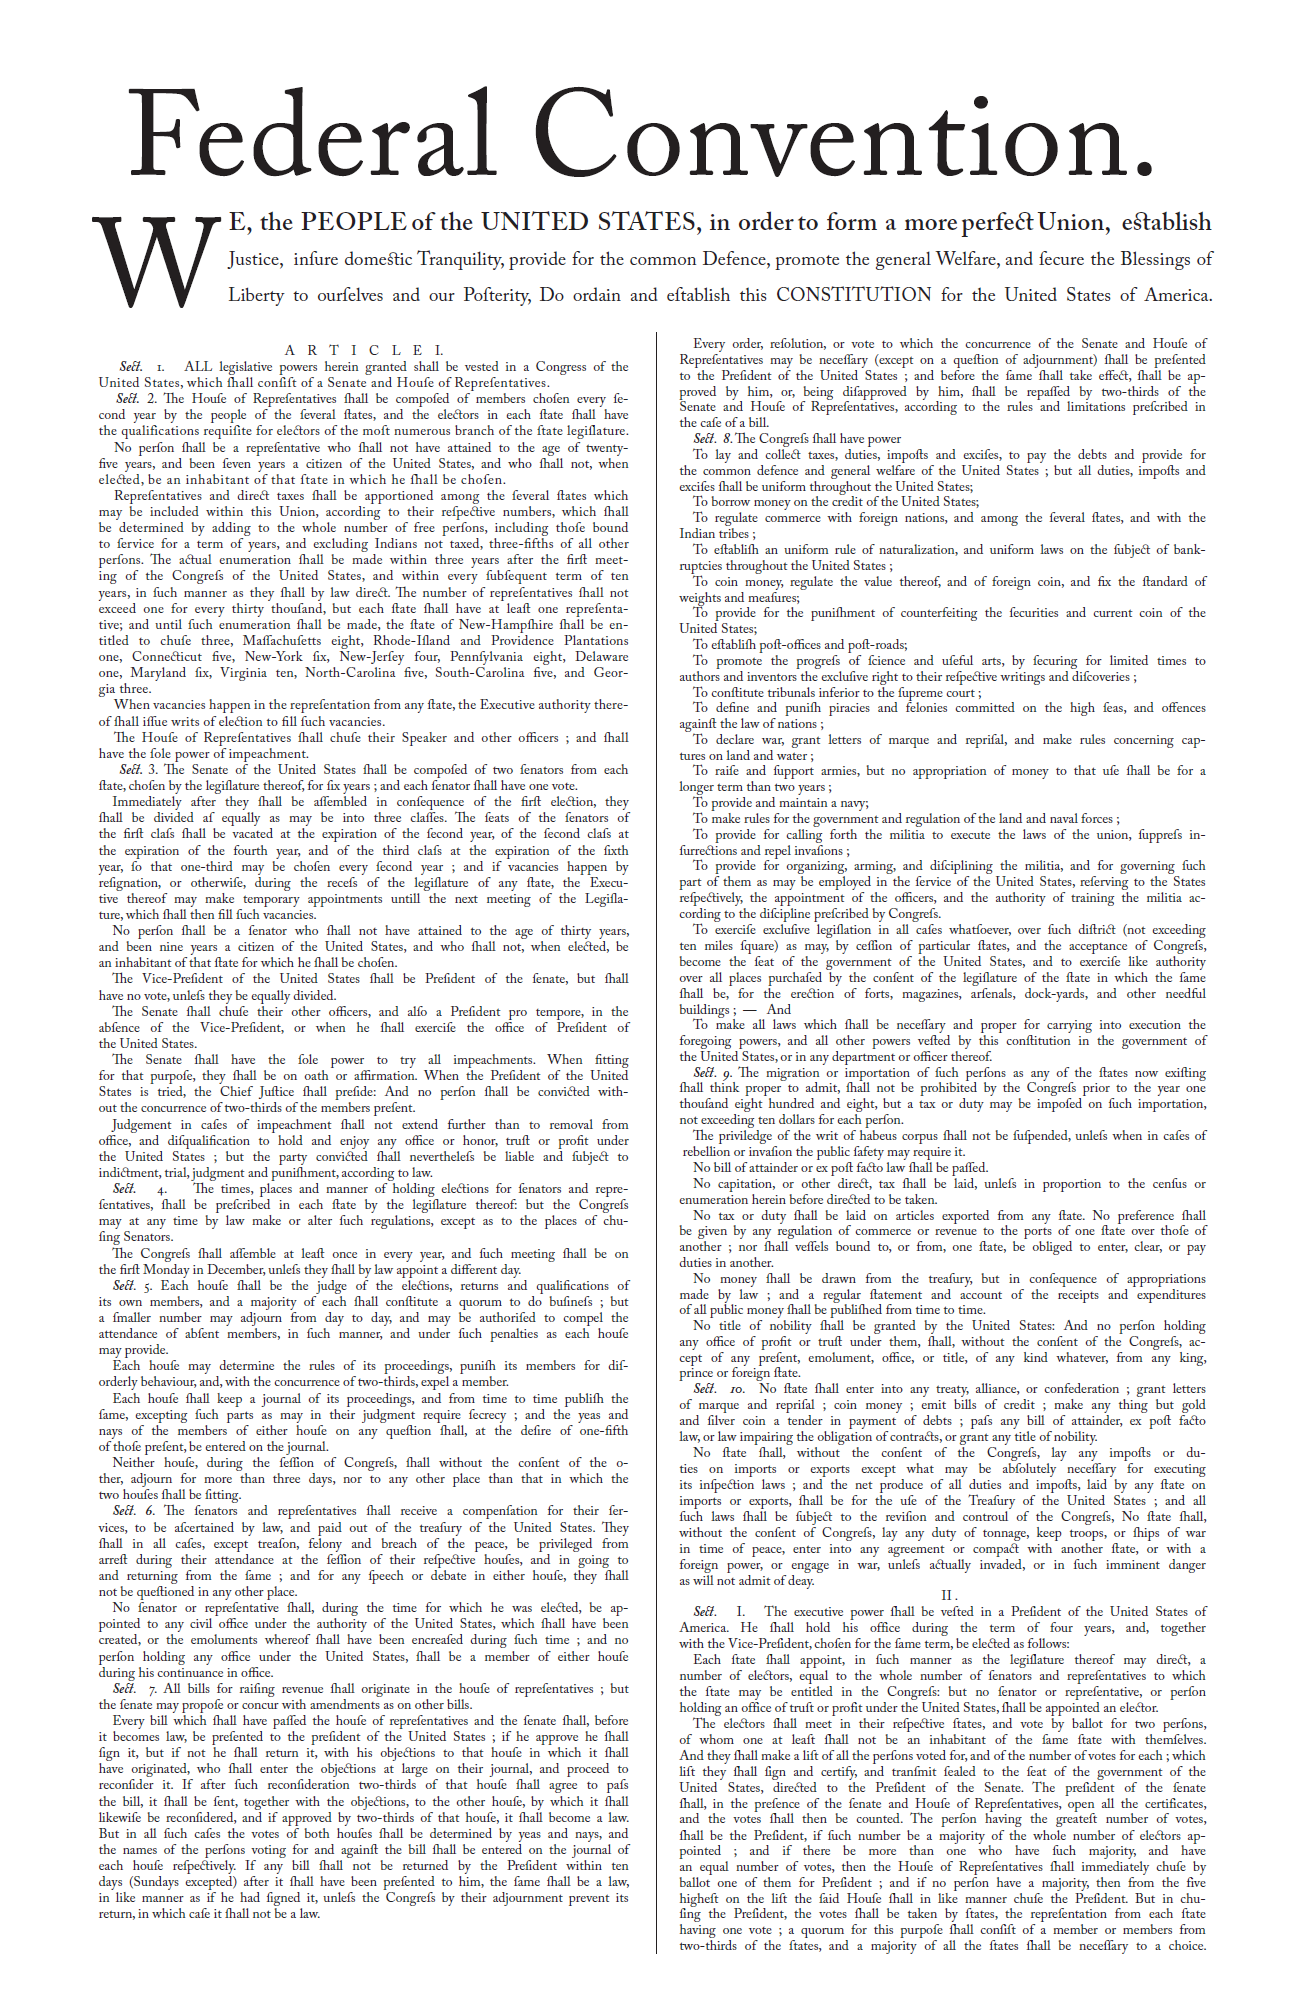 Federal Convention.
WE, the PEOPLE of the UNITED STATES, in order to form a more perfect Union, eſtabliſh
Justice, inſure domeſtic Tranquility, provide for the common Defence, promote the general Welfare, and ſecure the Blessings of
Liberty to ourſelves and our Poſterity, Do ordain and eſtablish this CONSTITUTION for the United States of America.
ARTICLE I.
Sect. 1. ALL legislative powers herein granted shall be vested in a Congress of the
United States, which ſhall conſiſt of a Senate and Houſe of Repreſentatives.
Sect. 2. The Houſe of Repreſentatives ſhall be compoſed of members choſen every ſe-
cond year by the people of the ſeveral ſtates, and the electors in each ſtate ſhall have
the qualifications requiſite for electors of the moſt numerous branch of the ſtate legiſlature.
No perſon ſhall be a repreſentative who ſhall not have attained to the age of twenty-
five years, and been ſeven years a citizen of the United States, and who ſhall not, when
elected, be an inhabitant of that ſtate in which he ſhall be choſen.
Repreſentatives and direct taxes ſhall be apportioned among the ſeveral ſtates which
may be included within this Union, according to their reſpective numbers, which ſhall
be determined by adding to the whole number of free perſons, including thoſe bound
to ſervice for a term of years, and excluding Indians not taxed, three-fifths of all other
perſons. The actual enumeration ſhall be made within three years after the firſt meet-
ing of the Congreſs of the United States, and within every ſubſequent term of ten
years, in ſuch manner as they ſhall by law direct. The number of repreſentatives ſhall not
exceed one for every thirty thouſand, but each ſtate ſhall have at leaſt one repreſenta-
tive; and until ſuch enumeration ſhall be made, the ſtate of New-Hampſhire ſhall be en-
titled to chuſe three, Maſſachuſetts eight, Rhode-Iſland and Providence Plantations
one, Connecticut five, New-York ſix, New-Jerſey four, Pennſylvania eight, Delaware
one, Maryland ſix, Virginia ten, North-Carolina five, South-Carolina five, and Geor-
gia three.
When vacancies happen in the repreſentation from any ſtate, the Executive authority there-
of ſhall iſſue writs of election to fill ſuch vacancies.
The Houſe of Repreſentatives ſhall chuſe their Speaker and other officers ; and ſhall
have the ſole power of impeachment.
Sect. 3. The Senate of the United States ſhall be compoſed of two senators from each
ſtate, choſen by the legiſlature thereof, for ſix years ; and each ſenator ſhall have one vote.
Immediately after they ſhall be aſſembled in conſequence of the firſt election, they
ſhall be divided aſ equally as may be into three claſſes. The ſeats of the senators of
the firſt claſs ſhall be vacated at the expiration of the ſecond year, of the ſecond claſs at
the expiration of the fourth year, and of the third claſs at the expiration of the ſixth
year, ſo that one-third may be choſen every ſecond year ; and if vacancies happen by
reſignation, or otherwiſe, during the receſs of the legiſlature of any ſtate, the Execu-
tive thereof may make temporary appointments untill the next meeting of the Legiſla-
ture, which ſhall then fill ſuch vacancies.
No perſon ſhall be a ſenator who ſhall not have attained to the age of thirty years,
and been nine years a citizen of the United States, and who ſhall not, when elected, be
an inhabitant of that ſtate for which he ſhall be choſen.
The Vice-Preſident of the United States ſhall be Preſident of the ſenate, but ſhall
have no vote, unleſs they be equally divided.
The Senate ſhall chuſe their other officers, and alſo a Preſident pro tempore, in the
abſence of the Vice-Preſident, or when he ſhall exerciſe the office of Preſident of
the United States.
The Senate ſhall have the ſole power to try all impeachments. When ſitting
for that purpoſe, they ſhall be on oath or affirmation. When the Preſident of the United
States is tried, the Chief Juſtice ſhall preſide: And no perſon ſhall be convicted with-
out the concurrence of two-thirds of the members preſent.
Judgement in caſes of impeachment ſhall not extend further than to removal from
office, and diſqualification to hold and enjoy any office or honor, truſt or profit under
the United States ; but the party convicted ſhall nevertheleſs be liable and ſubject to
indictment, trial, judgment and puniſhment, according to law.
Sect. 4. The times, places and manner of holding elections for ſenators and repre-
ſentatives, ſhall be preſcribed in each ſtate by the legiſlature thereof: but the Congreſs
may at any time by law make or alter ſuch regulations, except as to the places of chu-
ſing Senators.
The Congreſs ſhall aſſemble at leaſt once in every year, and ſuch meeting ſhall be on
the firſt Monday in December, unleſs they ſhall by law appoint a different day.
Sect. 5. Each houſe ſhall be the judge of the elections, returns and qualifications of
its own members, and a majority of each ſhall conſtitute a quorum to do buſineſs ; but
a ſmaller number may adjourn from day to day, and may be authoriſed to compel the
attendance of abſent members, in ſuch manner, and under ſuch penalties as each houſe
may provide.
Each houſe may determine the rules of its proceedings, puniſh its members for diſ-
orderly behaviour, and, with the concurrence of two-thirds, expel a member.
Each houſe ſhall keep a journal of its proceedings, and from time to time publiſh the
ſame, excepting ſuch parts as may in their judgment require ſecrecy ; and the yeas and
nays of the members of either houſe on any queſtion ſhall, at the deſire of one-fifth
of thoſe preſent, be entered on the journal.
Neither houſe, during the ſeſſion of Congreſs, ſhall without the conſent of the o-
ther, adjourn for more than three days, nor to any other place than that in which the
two houſes ſhall be ſitting.
Sect. 6. The ſenators and repreſentatives ſhall receive a compenſation for their ſer-
vices, to be aſcertained by law, and paid out of the treaſury of the United States. They
ſhall in all caſes, except treaſon, felony and breach of the peace, be privileged from
arreſt during their attendance at the ſeſſion of their reſpective houſes, and in going to
and returning from the ſame ; and for any ſpeech or debate in either houſe, they ſhall
not be queſtioned in any other place.
No ſenator or repreſentative ſhall, during the time for which he was elected, be ap-
pointed to any civil office under the authority of the United States, which ſhall have been
created, or the emoluments whereof ſhall have been encreaſed during ſuch time ; and no
perſon holding any office under the United States, ſhall be a member of either houſe
during his continuance in office.
Sect. 7. All bills for raiſing revenue ſhall originate in the houſe of repreſentatives ; but
the ſenate may propoſe or concur with amendments as on other bills.
Every bill which ſhall have paſſed the houſe of repreſentatives and the ſenate ſhall, before
it becomes law, be preſented to the preſident of the United States ; if he approve he ſhall
ſign it, but if not he ſhall return it, with his objections to that houſe in which it ſhall
have originated, who ſhall enter the objections at large on their journal, and proceed to
reconſider it. If after ſuch reconſideration two-thirds of that houſe ſhall agree to paſs
the bill, it ſhall be ſent, together with the objections, to the other houſe, by which it ſhall
likewiſe be reconſidered, and if approved by two-thirds of that houſe, it ſhall become a law.
But in all ſuch caſes the votes of both houſes ſhall be determined by yeas and nays, and
the names of the perſons voting for and againſt the bill ſhall be entered on the journal of
each houſe reſpectively. If any bill ſhall not be returned by the Preſident within ten
days (Sundays excepted) after it ſhall have been preſented to him, the ſame ſhall be a law,
in like manner as if he had ſigned it, unleſs the Congreſs by their adjournment prevent its
return, in which caſe it ſhall not be a law.
Every order, reſolution, or vote to which the concurrence of the Senate and Houſe of
Repreſentatives may be neceſſary (except on a queſtion of adjournment) ſhall be preſented
to the Preſident of the United States ; and before the ſame ſhall take effect, ſhall be ap-
proved by him, or, being diſapproved by him, ſhall be repaſſed by two-thirds of the
Senate and Houſe of Repreſentatives, according to the rules and limitations preſcribed in
the caſe of a bill.
Sect. 8. The Congreſs ſhall have power
To lay and collect taxes, duties, impoſts and exciſes, to pay the debts and provide for
the common defence and general welfare of the United States ; but all duties, impoſts and
exciſes ſhall be uniform throughout the United States;
To borrow money on the credit of the United States;
To regulate commerce with foreign nations, and among the ſeveral ſtates, and with the
Indian tribes ;
To eſtabliſh an uniform rule of naturalization, and uniform laws on the ſubject of bank-
ruptcies throughout the United States ;
To coin money, regulate the value thereof, and of foreign coin, and fix the ſtandard of
weights and meaſures;
To provide for the puniſhment of counterfeiting the ſecurities and current coin of the
United States;
To eſtabliſh poſt-offices and poſt-roads;
To promote the progreſs of ſcience and uſeful arts, by ſecuring for limited times to
authors and inventors the excluſive right to their reſpective writings and diſcoveries ;
To conſtitute tribunals inferior to the ſupreme court ;
To define and puniſh piracies and felonies committed on the high ſeas, and offences
againſt the law of nations ;
To declare war, grant letters of marque and repriſal, and make rules concerning cap-
tures on land and water ;
To raiſe and ſupport armies, but no appropriation of money to that uſe ſhall be for a
longer term than two years ;
To provide and maintain a navy;
To make rules for the government and regulation of the land and naval forces ;
To provide for calling forth the militia to execute the laws of the union, ſuppreſs in-
ſurrections and repel invaſions ;
To provide for organizing, arming, and diſciplining the militia, and for governing ſuch
part of them as may be employed in the ſervice of the United States, reſerving to the States
reſpectively, the appointment of the officers, and the authority of training the militia ac-
cording to the diſcipline preſcribed by Congreſs.
To exerciſe excluſive legiſlation in all caſes whatſoever, over ſuch diſtrict (not exceeding
ten miles ſquare) as may, by ceſſion of particular ſtates, and the acceptance of Congreſs,
become the ſeat of the government of the United States, and to exerciſe like authority
over all places purchaſed by the conſent of the legiſlature of the ſtate in which the ſame
ſhall be, for the erection of forts, magazines, arſenals, dock-yards, and other needful
buildings ; — And
To make all laws which ſhall be neceſſary and proper for carrying into execution the
foregoing powers, and all other powers veſted by this conſtitution in the government of
the United States, or in any department or officer thereof.
Sect. 9. The migration or importation of ſuch perſons as any of the ſtates now exiſting
ſhall think proper to admit, ſhall not be prohibited by the Congreſs prior to the year one
thouſand eight hundred and eight, but a tax or duty may be impoſed on ſuch importation,
not exceeding ten dollars for each perſon.
The priviledge of the writ of habeus corpus ſhall not be ſuſpended, unleſs when in caſes of
rebellion or invaſion the public ſafety may require it.
No bill of attainder or ex poſt facto law ſhall be paſſed.
No capitation, or other direct, tax ſhall be laid, unleſs in proportion to the cenſus or
enumeration herein before directed to be taken.
No tax or duty ſhall be laid on articles exported from any ſtate. No preference ſhall
be given by any regulation of commerce or revenue to the ports of one ſtate over thoſe of
another ; nor ſhall veſſels bound to, or from, one ſtate, be obliged to enter, clear, or pay
duties in another.
No money ſhall be drawn from the treaſury, but in conſequence of appropriations
made by law ; and a regular ſtatement and account of the receipts and expenditures
of all public money ſhall be publiſhed from time to time.
No title of nobility ſhall be granted by the United States: And no perſon holding
any office of profit or truſt under them, ſhall, without the conſent of the Congreſs, ac-
cept of any preſent, emolument, office, or title, of any kind whatever, from any king,
prince or foreign ſtate.
Sect. 10. No ſtate ſhall enter into any treaty, alliance, or confederation ; grant letters
of marque and repriſal ; coin money ; emit bills of credit ; make any thing but gold
and ſilver coin a tender in payment of debts ; paſs any bill of attainder, ex poſt facto
law, or law impairing the obligation of contracts, or grant any title of nobility.
No ſtate ſhall, without the conſent of the Congreſs, lay any impoſts or du-
ties on imports or exports except what may be abſolutely neceſſary for executing
its inſpection laws ; and the net produce of all duties and impoſts, laid by any ſtate on
imports or exports, ſhall be for the uſe of the Treaſury of the United States ; and all
ſuch laws ſhall be ſubject to the reviſion and controul of the Congreſs, No ſtate ſhall,
without the conſent of Congreſs, lay any duty of tonnage, keep troops, or ſhips of war
in time of peace, enter into any agreement or compact with another ſtate, or with a
foreign power, or engage in war, unleſs actually invaded, or in ſuch imminent danger
as will not admit of deay.
II.
Sect. I. The executive power ſhall be veſted in a Preſident of the United States of
America. He ſhall hold his office during the term of four years, and, together
with the Vice-Preſident, choſen for the ſame term, be elected as follows:
Each ſtate ſhall appoint, in ſuch manner as the legiſlature thereof may direct, a
number of electors, equal to the whole number of ſenators and repreſentatives to which
the ſtate may be entitled in the Congreſs: but no ſenator or repreſentative, or perſon
holding an office of truſt or profit under the United States, ſhall be appointed an elector.
The electors ſhall meet in their reſpective ſtates, and vote by ballot for two perſons,
of whom one at leaſt ſhall not be an inhabitant of the ſame ſtate with themſelves.
And they ſhall make a liſt of all the perſons voted for, and of the number of votes for each ; which
liſt they ſhall ſign and certify, and tranſmit ſealed to the ſeat of the government of the
United States, directed to the Preſident of the Senate. The preſident of the ſenate
ſhall, in the preſence of the ſenate and Houſe of Repreſentatives, open all the certificates,
and the votes ſhall then be counted. The perſon having the greateſt number of votes,
ſhall be the Preſident, if ſuch number be a majority of the whole number of electors ap-
pointed ; and if there be more than one who have ſuch majority, and have
an equal number of votes, then the Houſe of Repreſentatives ſhall immediately chuſe by
ballot one of them for Preſident ; and if no perſon have a majority, then from the five
higheſt on the liſt the ſaid Houſe ſhall in like manner chuſe the Preſident. But in chu-
ſing the Preſident, the votes ſhall be taken by ſtates, the repreſentation from each ſtate
having one vote ; a quorum for this purpoſe ſhall conſiſt of a member or members from
two-thirds of the ſtates, and a majority of all the ſtates ſhall be neceſſary to a choice.